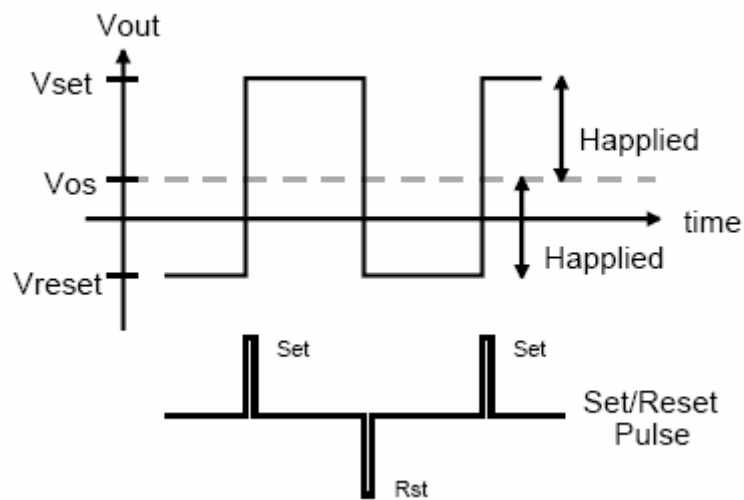 Vout
Vset
Happlied
Vos
time
Happlied
Vreset
Set
Set
Set/Reset
Pulse
Rst